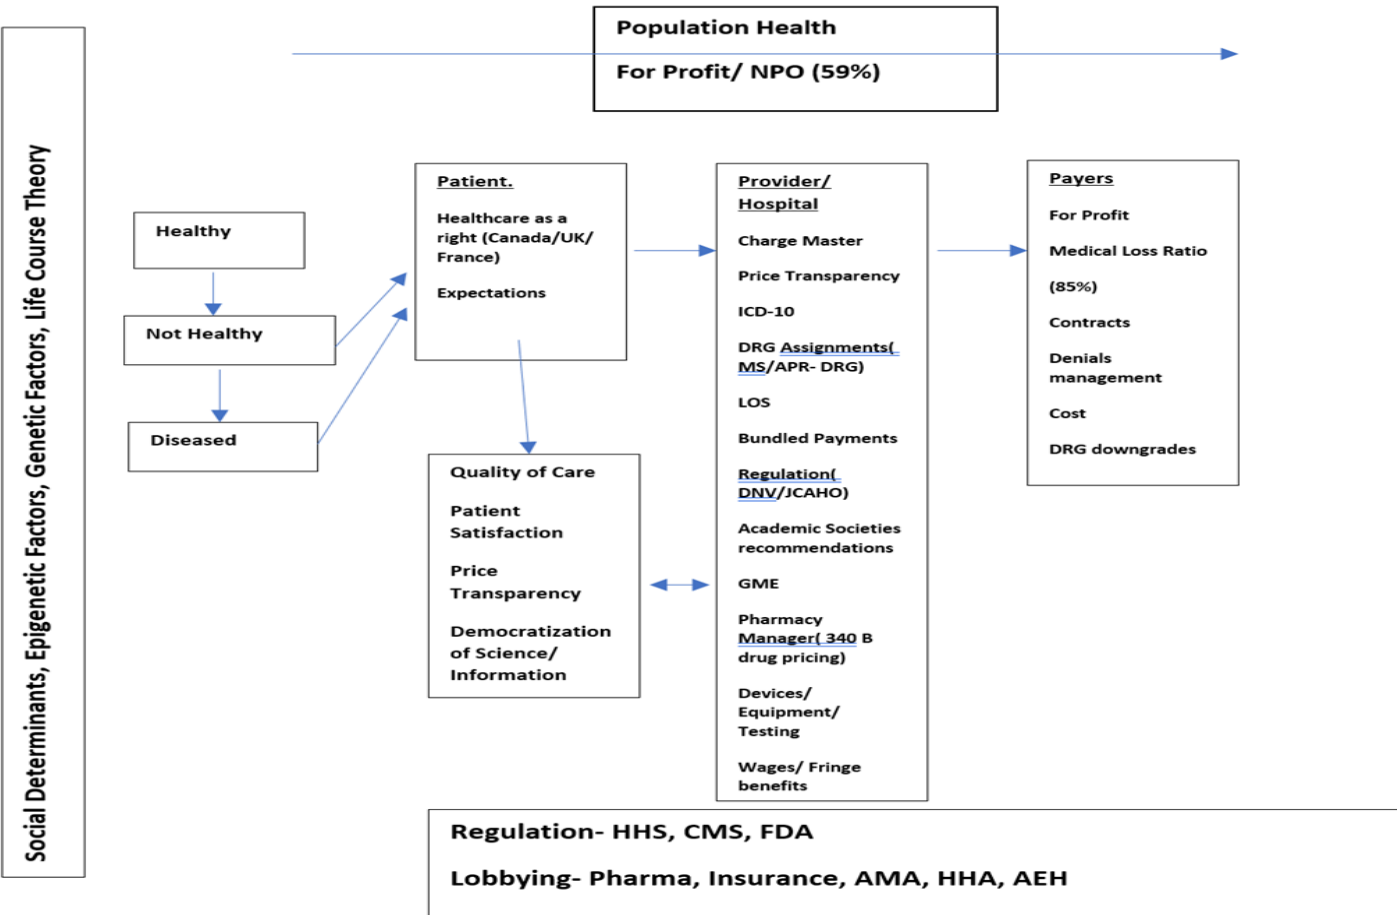 Population Health
For Profit/ NPO (59%)
Social Determinants, Epigenetic Factors, Genetic Factors, Life Course Theory
Healthy
Not Healthy
Diseased
Patient.
Healthcare as a
right (Canada/UK/
France)
Expectations
Quality of Care
Patient
Satisfaction
Price
Transparency
Democratization
of Science/
Information
Provider/
Hospital
Charge Master
Price Transparency
ICD-10
DRG Assignments(
MS/APR- DRG)
LOS
Bundled Payments
Regulation(
DNV/JCAHO)
Academic Societies
recommendations
GME
Pharmacy
Manager( 340 B
drug pricing)
Devices/
Equipment/
Testing
Wages/ Fringe
benefits
Payers
For Profit
Medical Loss Ratio
(85%)
Contracts
Denials
management
Cost
DRG downgrades
Regulation- HHS, CMS, FDA
Lobbying- Pharma, Insurance, AMA, HHA, AEH